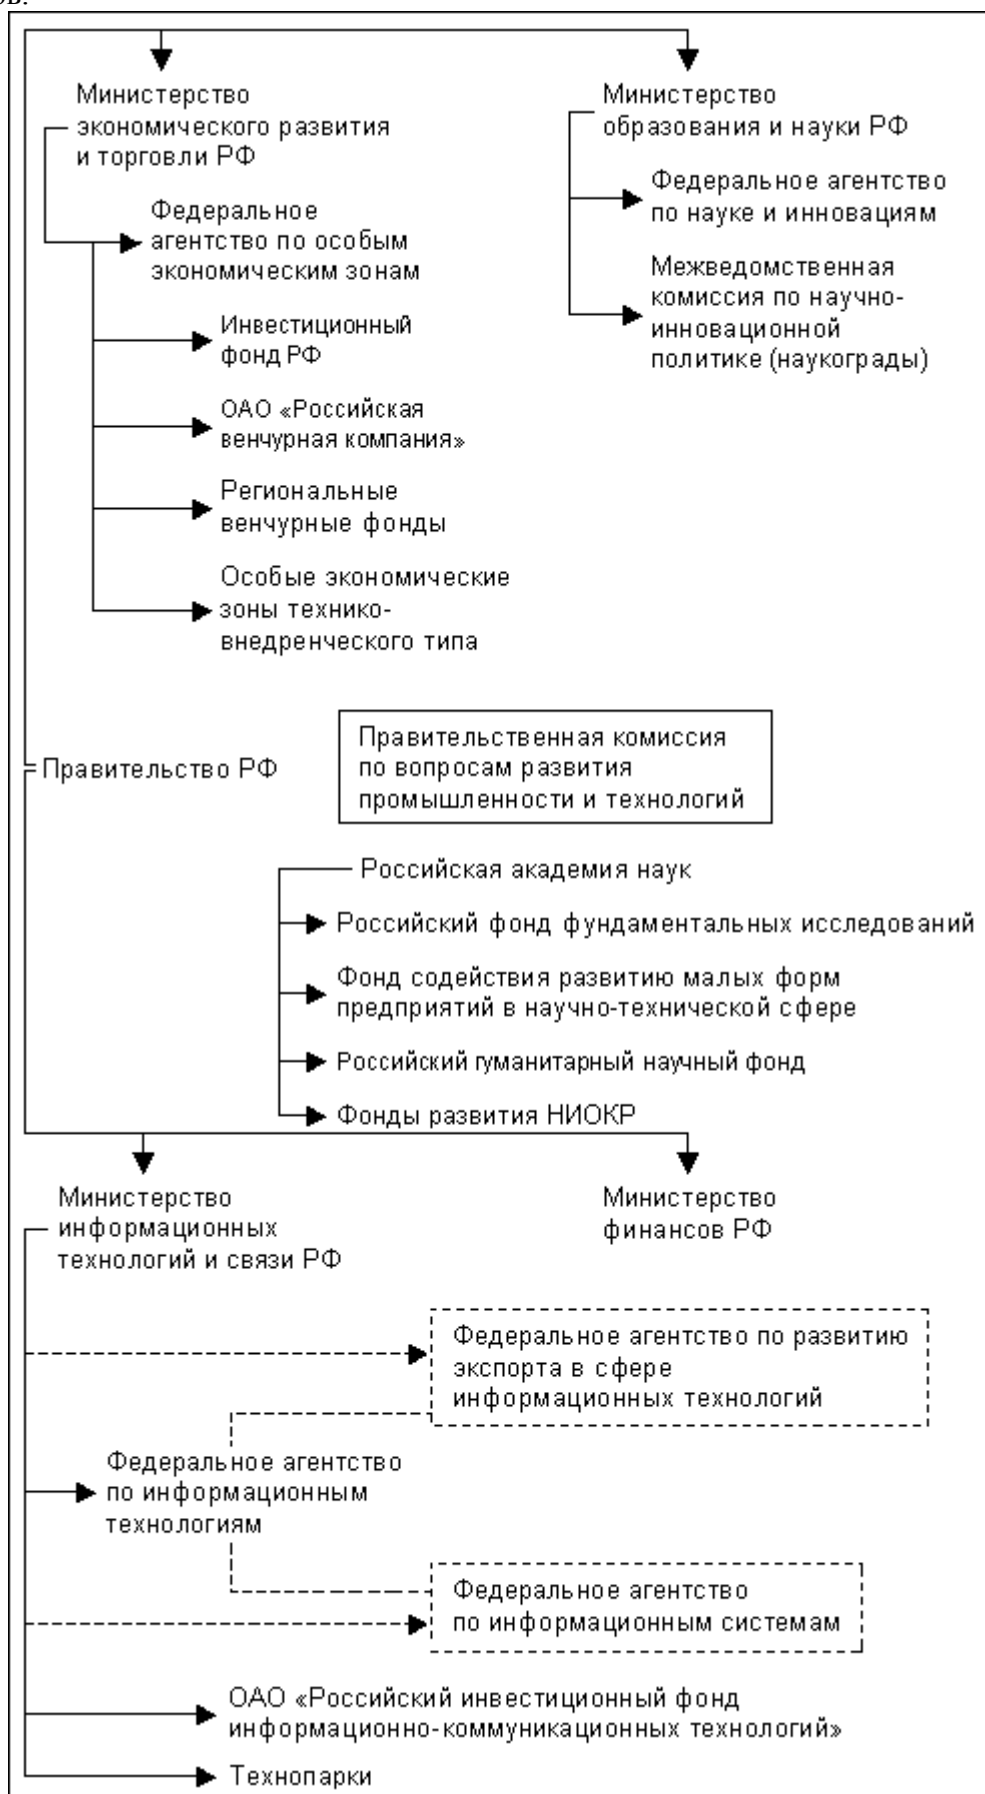 ов.
Министерство
экономического развития
и торговли РФ
Федеральное
агентство по особым
экономическим зонам
Инвестиционный
фонд РФ
ОАО «Российская
венчурная компания»
Региональные
венчурные фонды
Особые экономические
зоны технико-
внедренческого типа
Министерство
образования и науки РФ
Федеральное агентство
по науке и инновациям
Межведомственная
комиссия по научно-
инновационной
политике (наукограды)
Правительство РФ
Правительственная комиссия
по вопросам развития
промышленности и технологий
Российская академия наук
Российский фонд фундаментальных исследований
Фонд содействия развитию малых форм
предприятий в научно-технической сфере
Российский гуманитарный научный фонд
Фонды развития НИОКР
Министерство
информационных
технологий и связи РФ
Министерство
финансов РФ
Федеральное агентство по развитию
экспорта в сфере
информационных технологий
Федеральное агентство
по информационным
технологиям
Федеральное агентство
по информационным системам
ОАО «Российский инвестиционный фонд
информационно-коммуникационных технологий»
Технопарки